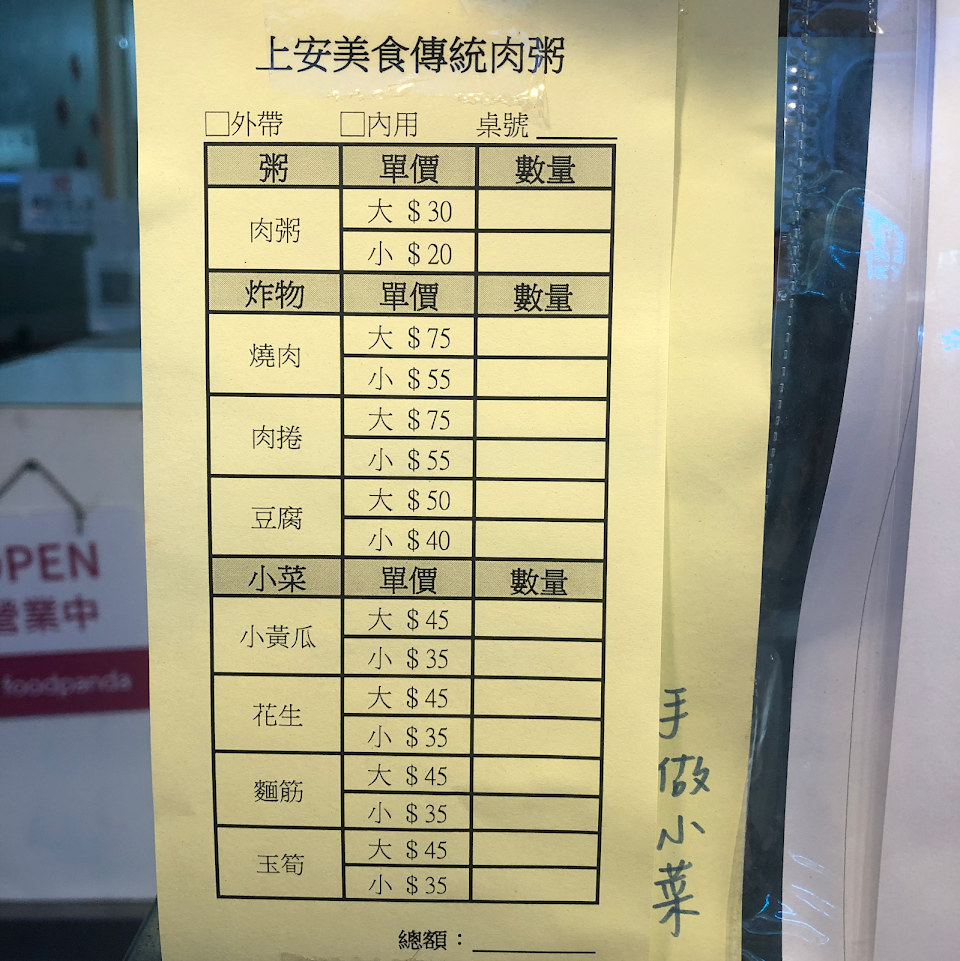 上安美食傳統肉粥
□外帶 □內用 桌號
粥 單價 數量
肉粥 大 $30
小 $20
炸物 單價 數量
燒肉 大 $75
小 $55
肉捲 大 $75
小 $55
豆腐 大 $50
小 $40
小菜 單價 數量
小黃瓜 大 $45
小 $35
花生 大 $45
小 $35
麵筋 大 $45
小 $35
玉筍 大 $45
小 $35
總額：
手做小菜
OPEN
營業中
foodpanda